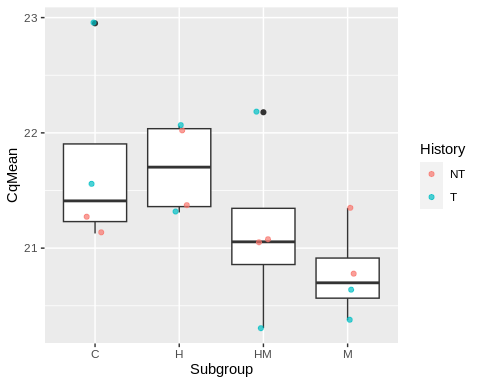 23
22
21
CqMean
C H HM M
Subgroup
History
NT
T